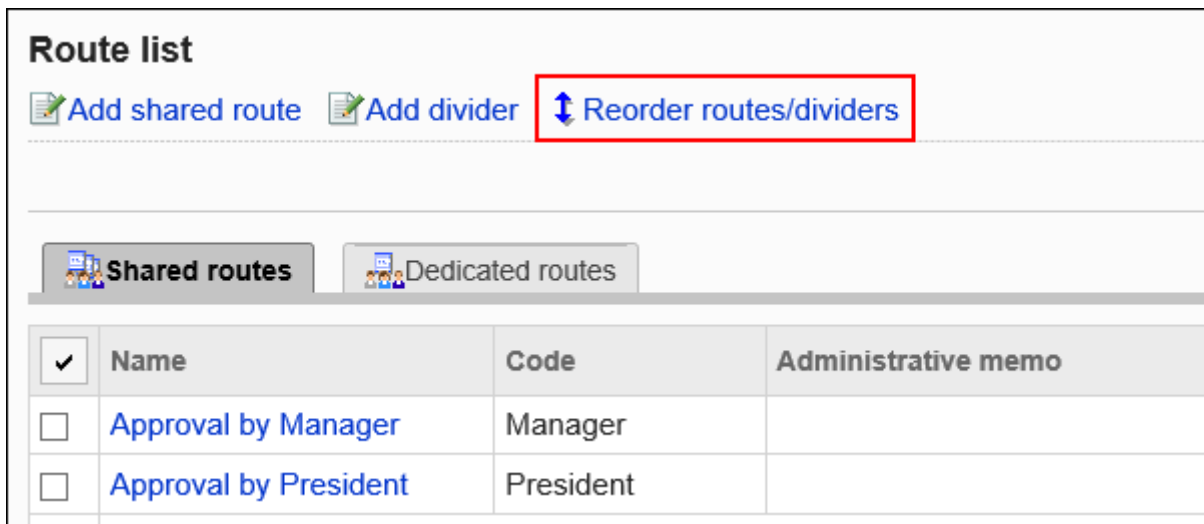 Route list
Add shared route Add divider Reorder routes/dividers
Shared routes Dedicated routes
Name Code Administrative memo
Approval by Manager Manager
Approval by President President